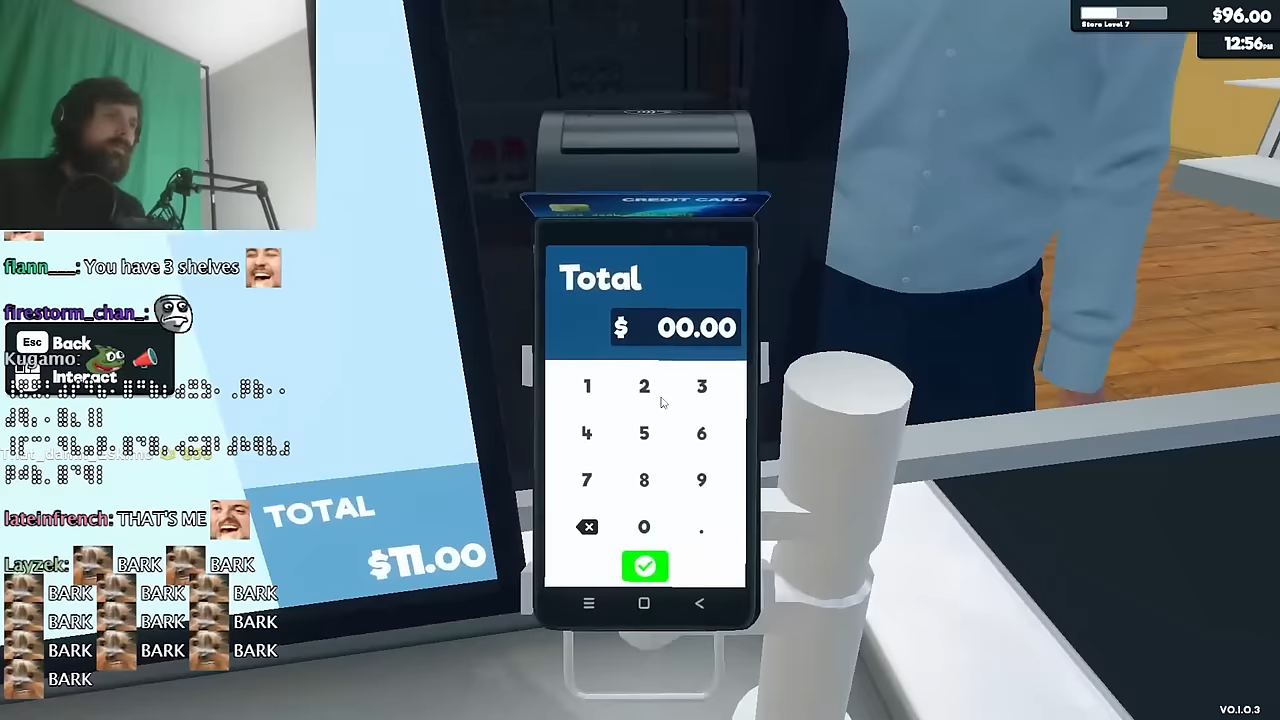 Store Level 7
$96.00
12:56PM
CREDIT CARD
Total
$ 00.00
1 2 3
4 5 6
7 8 9
0 .
TOTAL
$11.00
flann___: You have 3 shelves
firestorm_chan_:
Esc Back
Interact
Kugamo:
lateinfrench: THAT'S ME
Layzek: BARK BARK
BARK BARK BARK
BARK BARK BARK
BARK BARK BARK
BARK
V0.1.0.3